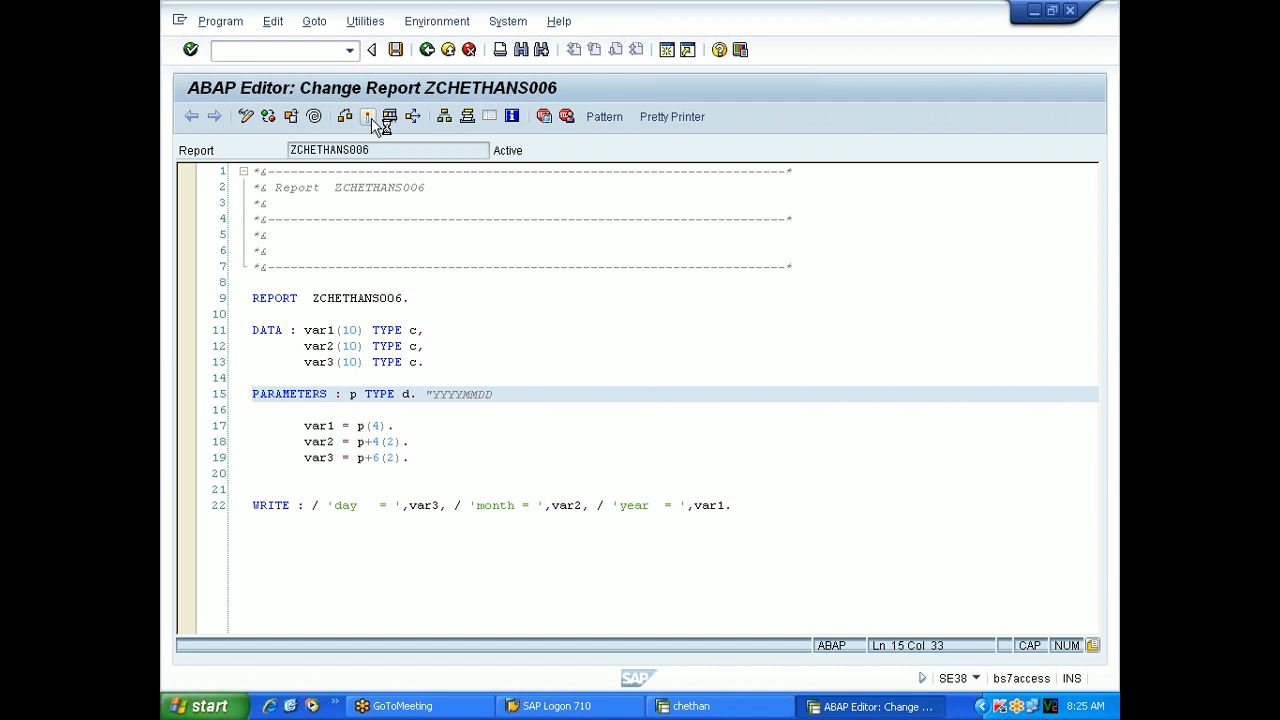 Program Edit Goto Utilities Environment System Help
ABAP Editor: Change Report ZCHETHANS006
Pattern Pretty Printer
Report ZCHETHANS006 Active
1 *&---------------------------------------------------------------------*
2 *& Report ZCHETHANS006
3 *&
4 *&---------------------------------------------------------------------*
5 *&
6 *&
7 *&---------------------------------------------------------------------*
8
9 REPORT ZCHETHANS006.
10
11 DATA : var1(10) TYPE c,
12 var2(10) TYPE c,
13 var3(10) TYPE c.
14
15 PARAMETERS : p TYPE d. "YYYYMMDD
16
17 var1 = p(4).
18 var2 = p+4(2).
19 var3 = p+6(2).
20
21
22 WRITE : / 'day = ',var3, / 'month = ',var2, / 'year = ',var1.
ABAP Ln 15 Col 33 CAP NUM
SAP SE38 bs7access INS
start » GoToMeeting SAP Logon 710 chethan ABAP Editor: Change ... 8:25 AM